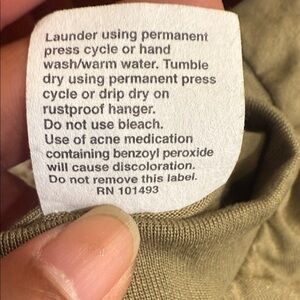 Launder using permanent
press cycle or hand
wash/warm water. Tumble
dry using permanent press
cycle or drip dry on
rustproof hanger.
Do not use bleach.
Use of acne medication
containing benzoyl peroxide
will cause discoloration.
Do not remove this label.
RN 101493